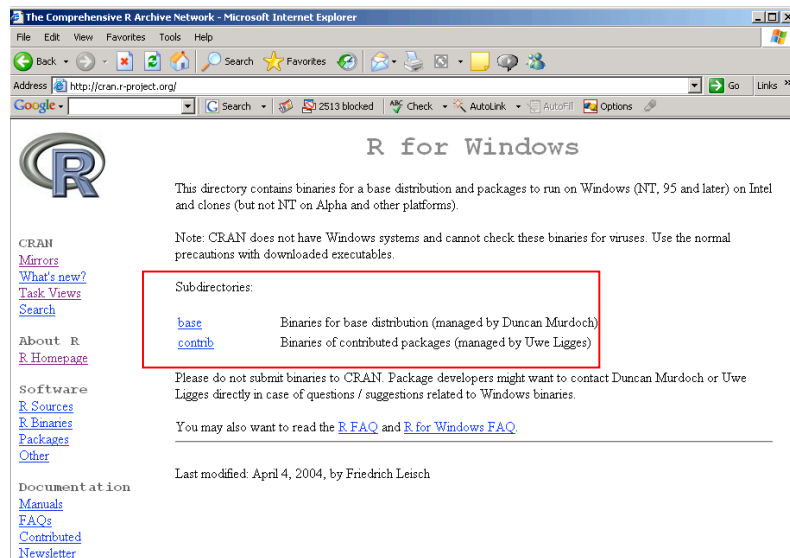 The Comprehensive R Archive Network - Microsoft Internet Explorer
File Edit View Favorites Tools Help
Back Search Favorites
Address http://cran.r-project.org/ Go Links »
Google Search 2513 blocked Check AutoLink AutoFill Options
R
R for Windows
This directory contains binaries for a base distribution and packages to run on Windows (NT, 95 and later) on Intel
and clones (but not NT on Alpha and other platforms).
Note: CRAN does not have Windows systems and cannot check these binaries for viruses. Use the normal
precautions with downloaded executables.
Subdirectories:
base Binaries for base distribution (managed by Duncan Murdoch)
contrib Binaries of contributed packages (managed by Uwe Ligges)
Please do not submit binaries to CRAN. Package developers might want to contact Duncan Murdoch or Uwe
Ligges directly in case of questions / suggestions related to Windows binaries.
You may also want to read the R FAQ and R for Windows FAQ.
Last modified: April 4, 2004, by Friedrich Leisch
CRAN
Mirrors
What's new?
Task Views
Search
About R
R Homepage
Software
R Sources
R Binaries
Packages
Other
Documentation
Manuals
FAQs
Contributed
Newsletter